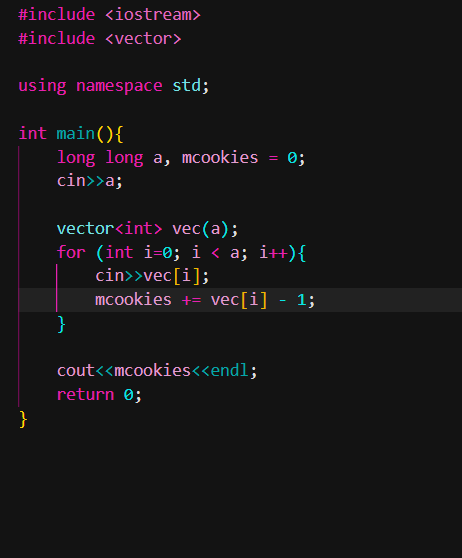 #include <iostream>
#include <vector>
using namespace std;
int main(){
long long a, mcookies = 0;
cin>>a;
vector<int> vec(a);
for (int i=0; i < a; i++){
cin>>vec[i];
mcookies += vec[i] - 1;
}
cout<<mcookies<<endl;
return 0;
}